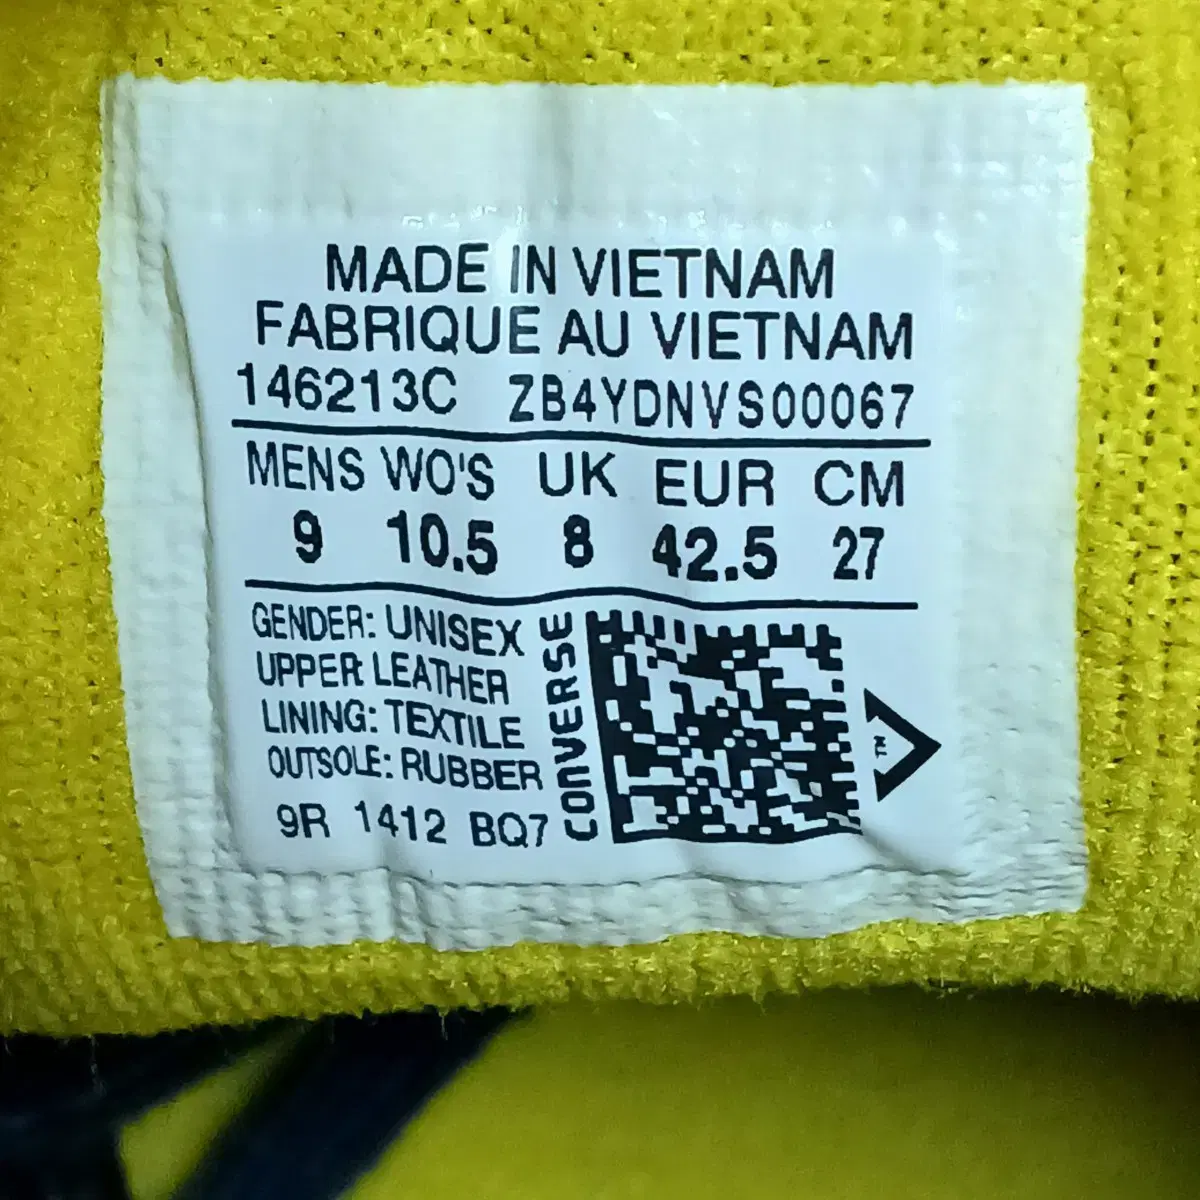 MADE IN VIETNAM
FABRIQUE AU VIETNAM
146213C ZB4YDNVS00067
MENS WO'S UK EUR CM
9 10.5 8 42.5 27
GENDER: UNISEX
UPPER: LEATHER
LINING: TEXTILE
OUTSOLE: RUBBER
9R 1412 BQ7
CONVERSE
TM